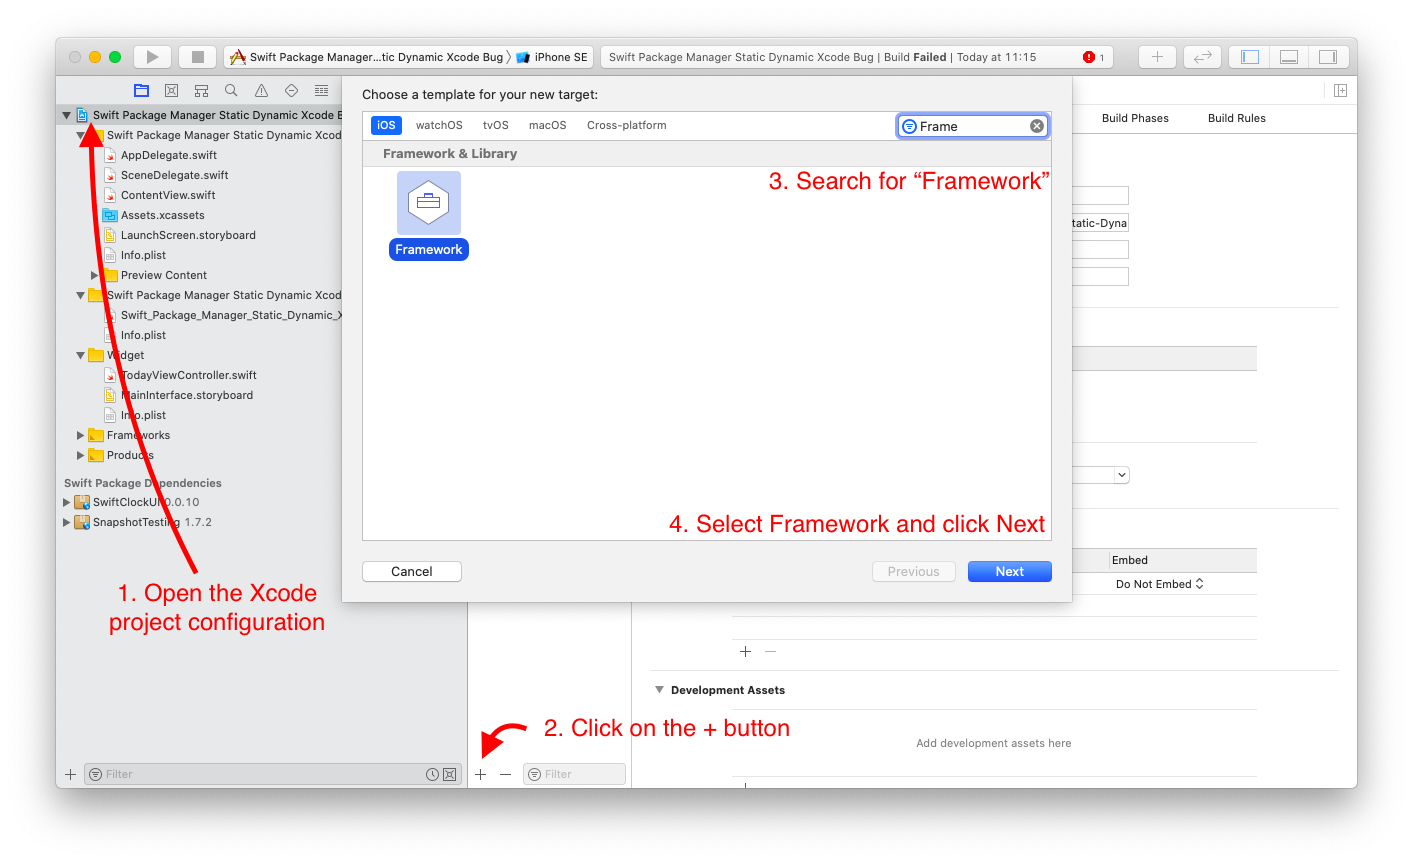 Swift Package Manager...tic Dynamic Xcode Bug
iPhone SE
Swift Package Manager Static Dynamic Xcode Bug | Build Failed | Today at 11:15
1
Choose a template for your new target:
iOS
watchOS
tvOS
macOS
Cross-platform
Frame
Build Phases
Build Rules
Framework & Library
Framework
3. Search for “Framework”
tatic-Dyna
4. Select Framework and click Next
Cancel
Previous
Next
Swift Package Manager Static Dynamic Xcode B
Swift Package Manager Static Dynamic Xcod
AppDelegate.swift
SceneDelegate.swift
ContentView.swift
Assets.xcassets
LaunchScreen.storyboard
Info.plist
Preview Content
Swift Package Manager Static Dynamic Xcod
Swift_Package_Manager_Static_Dynamic_X
Info.plist
Widget
TodayViewController.swift
MainInterface.storyboard
Info.plist
Frameworks
Products
Swift Package Dependencies
SwiftClockUI 0.0.10
SnapshotTesting 1.7.2
1. Open the Xcode
project configuration
Embed
Do Not Embed
Development Assets
2. Click on the + button
Add development assets here
Filter
Filter